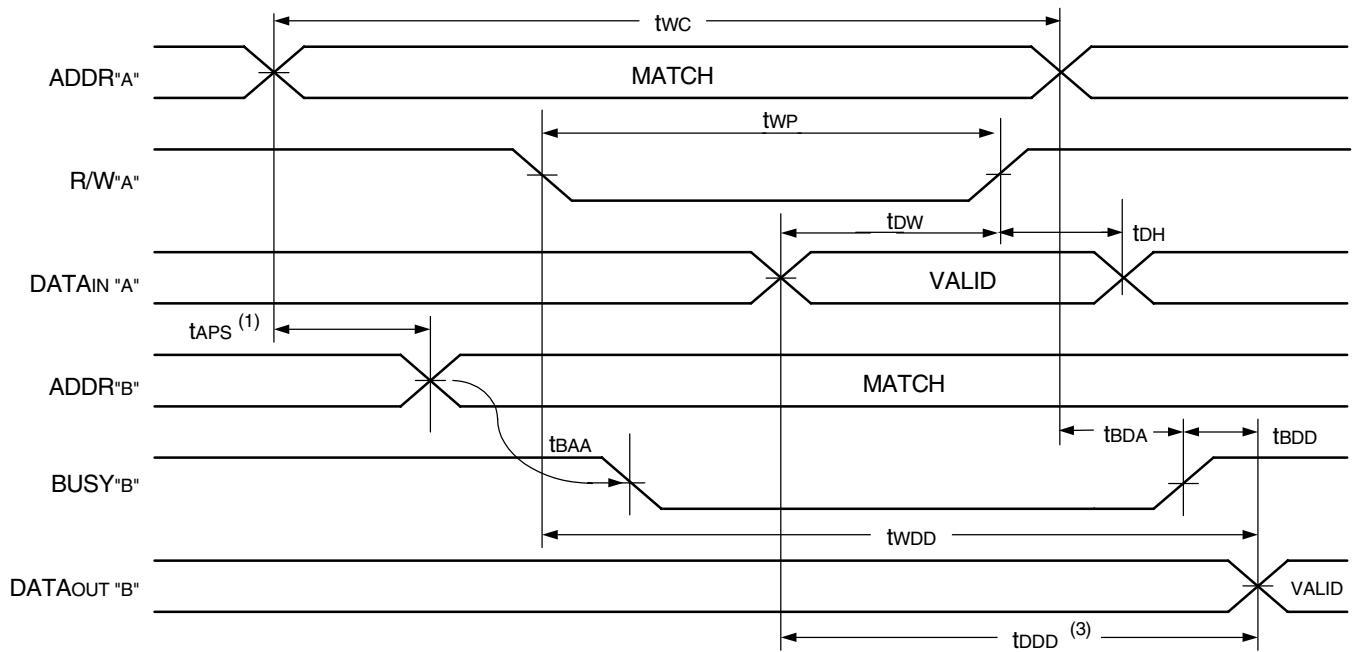 tWC
ADDR"A"
MATCH
tWP
R/W"A"
tDW
tDH
DATAIN "A"
VALID
tAPS (1)
ADDR"B"
MATCH
tBAA
tBDA
tBDD
BUSY"B"
tWDD
DATAOUT "B"
VALID
tDDD (3)